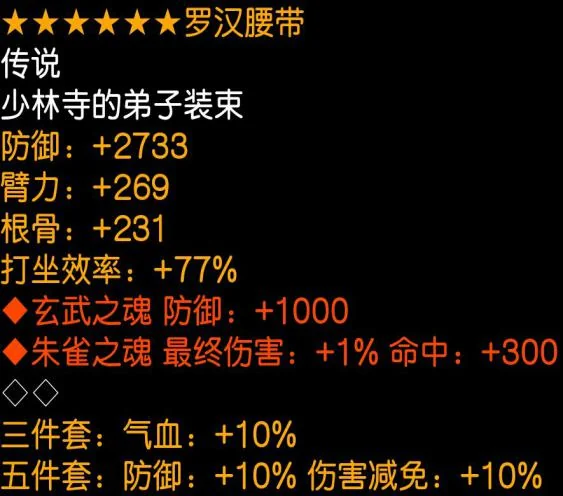 ★★★★★★罗汉腰带
传说
少林寺的弟子装束
防御：+2733
臂力：+269
根骨：+231
打坐效率：+77%
◆玄武之魂 防御：+1000
◆朱雀之魂 最终伤害：+1% 命中：+300
◇◇
三件套：气血：+10%
五件套：防御：+10% 伤害减免：+10%